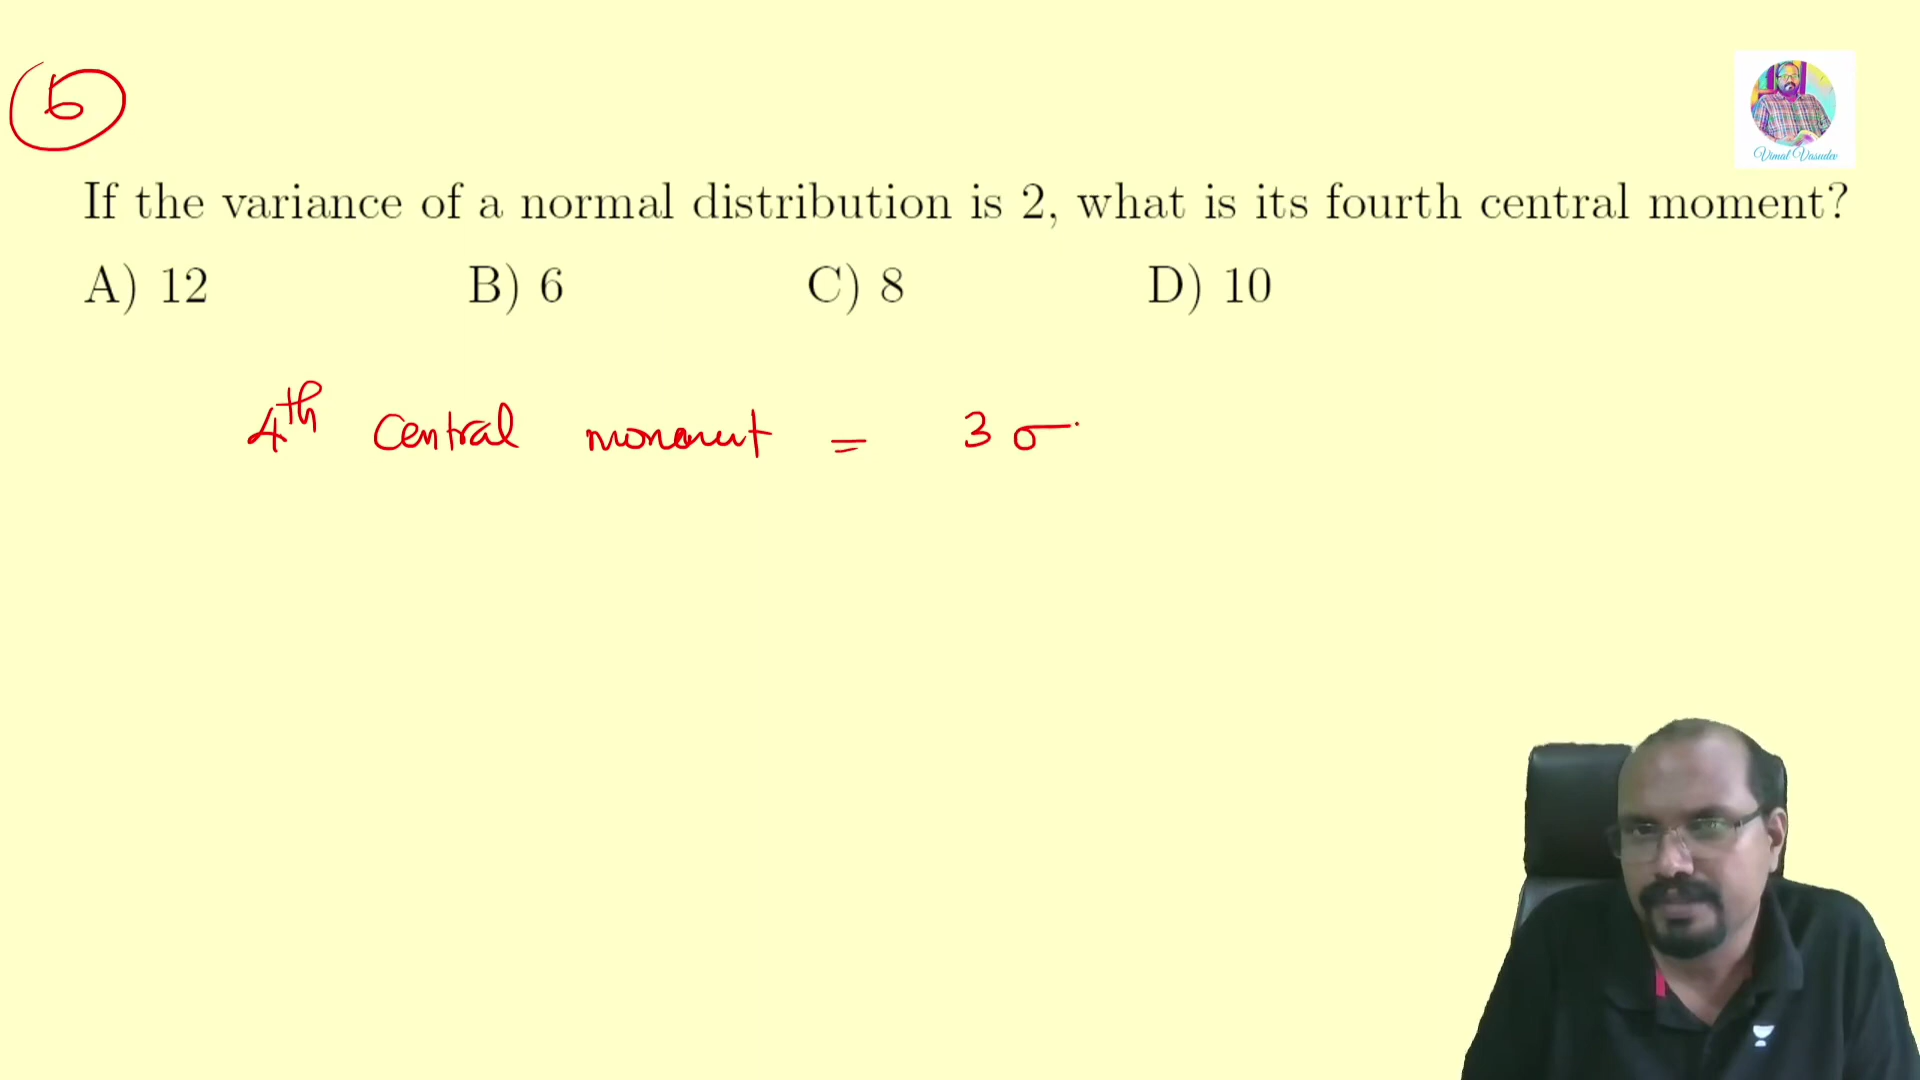 5
Vimal Vasudev
If the variance of a normal distribution is 2, what is its fourth central moment?
A) 12 B) 6 C) 8 D) 10
4th Central moment = 3 σ